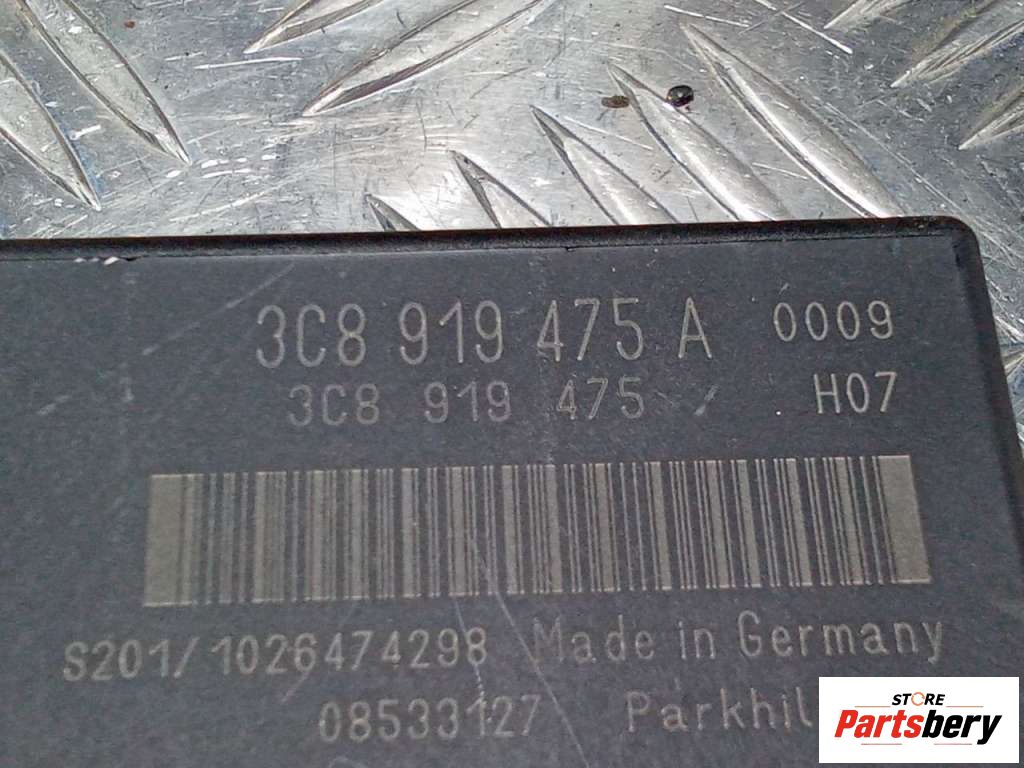 3C8 919 475 A 0009
3C8 919 475 H07
S201/1026474298 Made in Germany
08533127 Parkhil
STORE
Partsbery